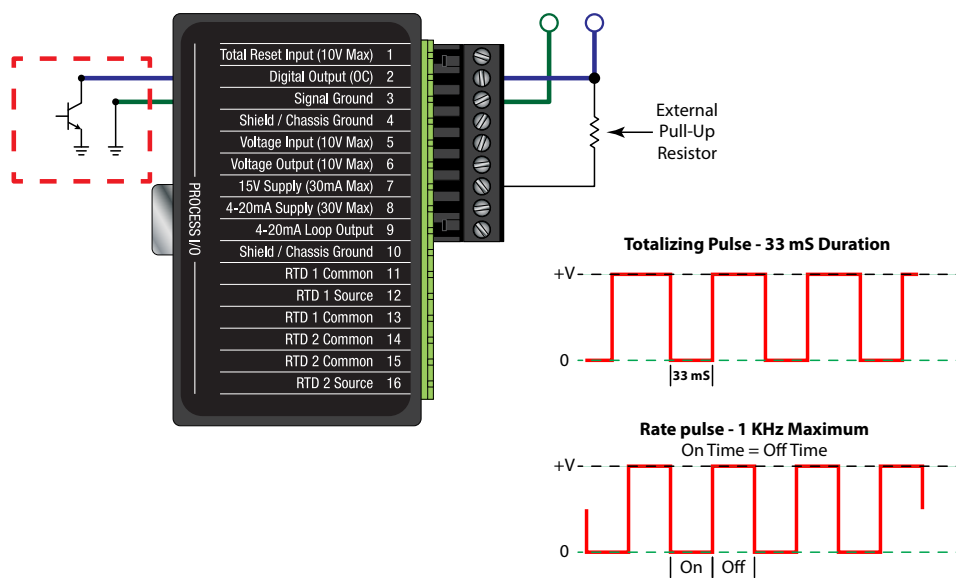 Total Reset Input (10V Max) 1
Digital Output (OC) 2
Signal Ground 3
Shield / Chassis Ground 4
Voltage Input (10V Max) 5
Voltage Output (10V Max) 6
15V Supply (30mA Max) 7
4-20mA Supply (30V Max) 8
4-20mA Loop Output 9
Shield / Chassis Ground 10
RTD 1 Common 11
RTD 1 Source 12
RTD 1 Common 13
RTD 2 Common 14
RTD 2 Common 15
RTD 2 Source 16
PROCESS I/O
External
Pull-Up
Resistor
Totalizing Pulse - 33 mS Duration
+V
0
33 mS
Rate pulse - 1 KHz Maximum
On Time = Off Time
+V
0
On Off